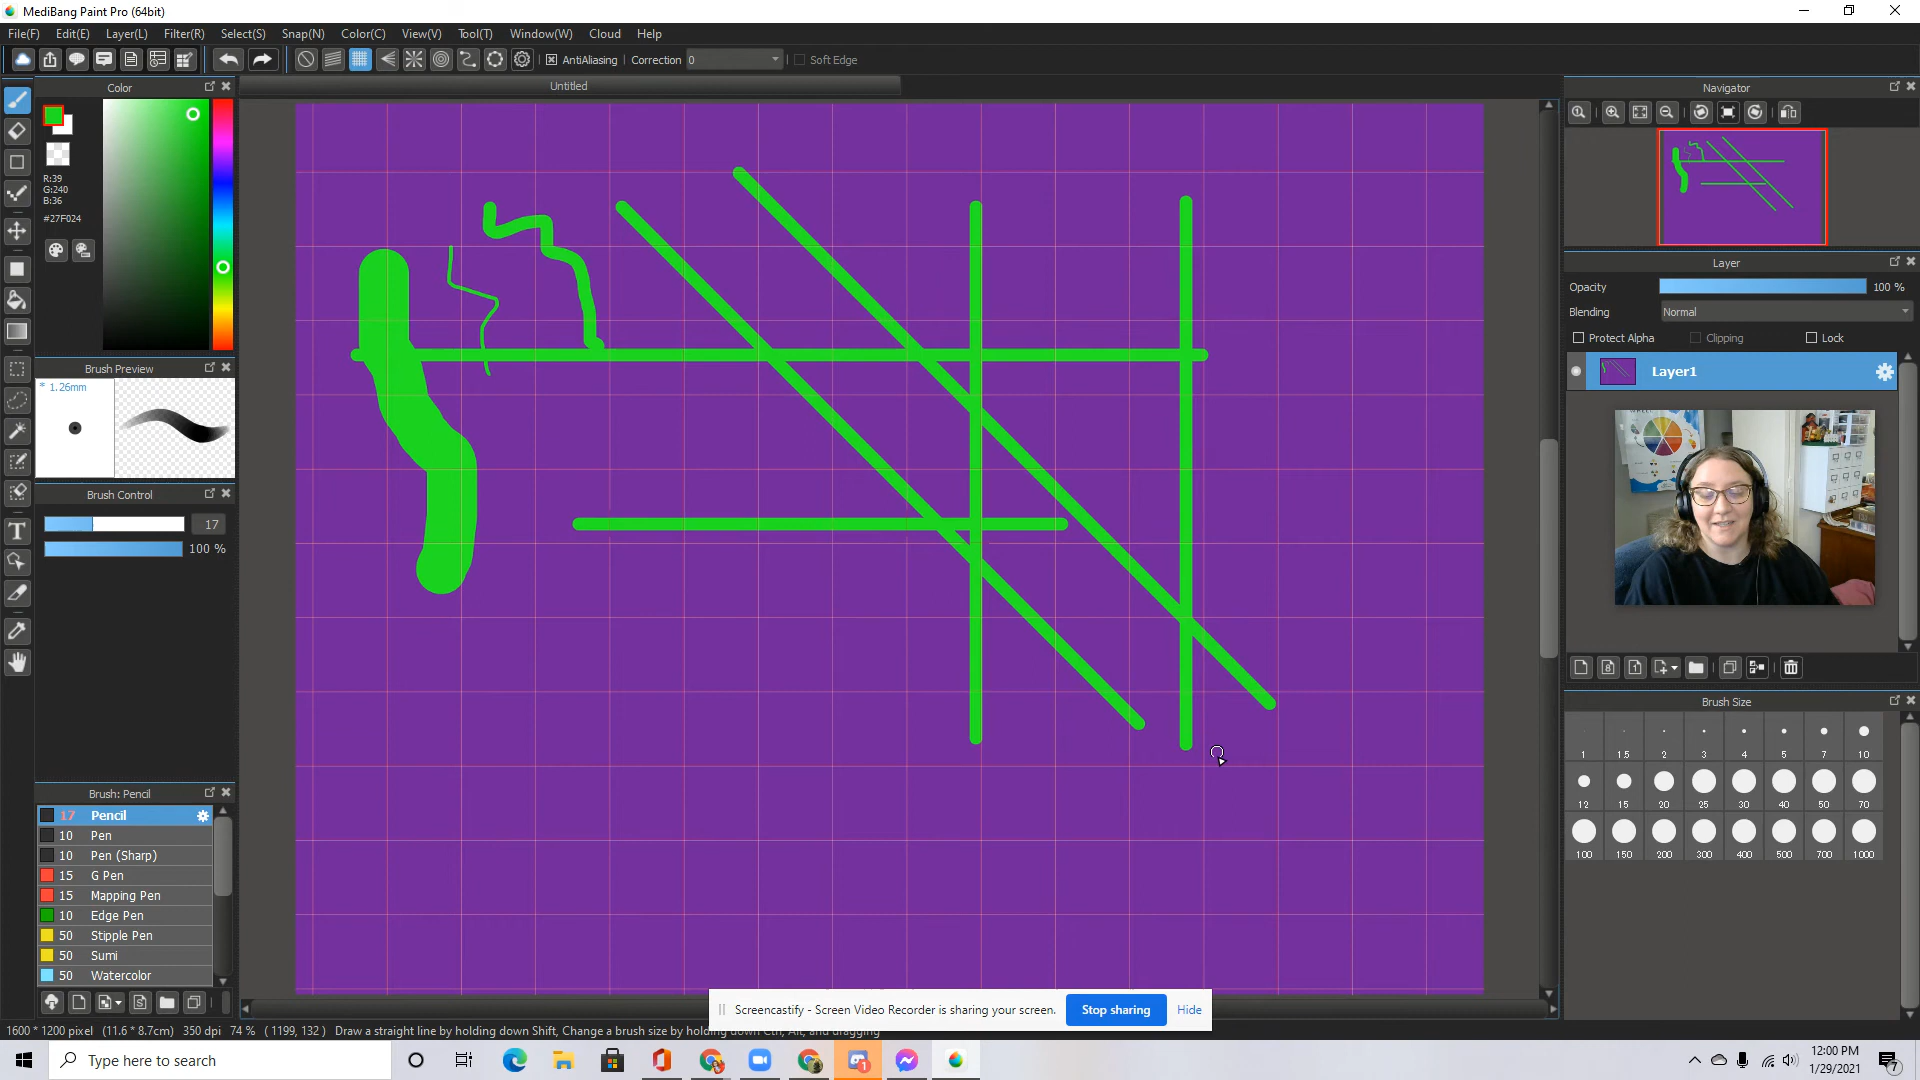 MediBang Paint Pro (64bit)
File(F) Edit(E) Layer(L) Filter(R) Select(S) Snap(N) Color(C) View(V) Tool(T) Window(W) Cloud Help
AntiAliasing Correction 0 Soft Edge
Color
Untitled
Navigator
R:39
G:240
B:36
#27F024
Layer
Opacity 100 %
Blending Normal
Protect Alpha Clipping Lock
Layer1
Brush Preview
* 1.26mm
Brush Control
17
100 %
T
Brush Size
1 1.5 2 3 4 5 7 10
12 15 20 25 30 40 50 70
100 150 200 300 400 500 700 1000
Brush: Pencil
17 Pencil
10 Pen
10 Pen (Sharp)
15 G Pen
15 Mapping Pen
10 Edge Pen
50 Stipple Pen
50 Sumi
50 Watercolor
Screencastify - Screen Video Recorder is sharing your screen. Stop sharing Hide
1600 * 1200 pixel (11.6 * 8.7cm) 350 dpi 74 % ( 1199, 132 ) Draw a straight line by holding down Shift, Change a brush size by holding down Ctrl, Alt, and dragging
Type here to search
1
12:00 PM
1/29/2021
7